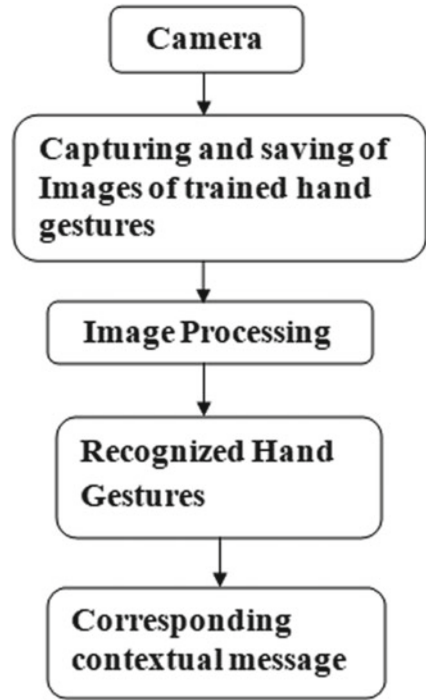 Camera
Capturing and saving of
Images of trained hand
gestures
Image Processing
Recognized Hand
Gestures
Corresponding
contextual message